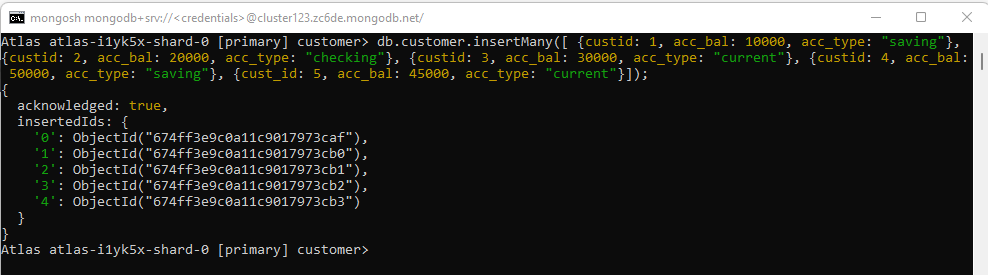 mongosh mongodb+srv://<credentials>@cluster123.zc6de.mongodb.net/
Atlas atlas-i1yk5x-shard-0 [primary] customer> db.customer.insertMany([ {custid: 1, acc_bal: 10000, acc_type: "saving"},
{custid: 2, acc_bal: 20000, acc_type: "checking"}, {custid: 3, acc_bal: 30000, acc_type: "current"}, {custid: 4, acc_bal:
 50000, acc_type: "saving"}, {cust_id: 5, acc_bal: 45000, acc_type: "current"}]);
{
  acknowledged: true,
  insertedIds: {
    '0': ObjectId("674ff3e9c0a11c9017973caf"),
    '1': ObjectId("674ff3e9c0a11c9017973cb0"),
    '2': ObjectId("674ff3e9c0a11c9017973cb1"),
    '3': ObjectId("674ff3e9c0a11c9017973cb2"),
    '4': ObjectId("674ff3e9c0a11c9017973cb3")
  }
}
Atlas atlas-i1yk5x-shard-0 [primary] customer>